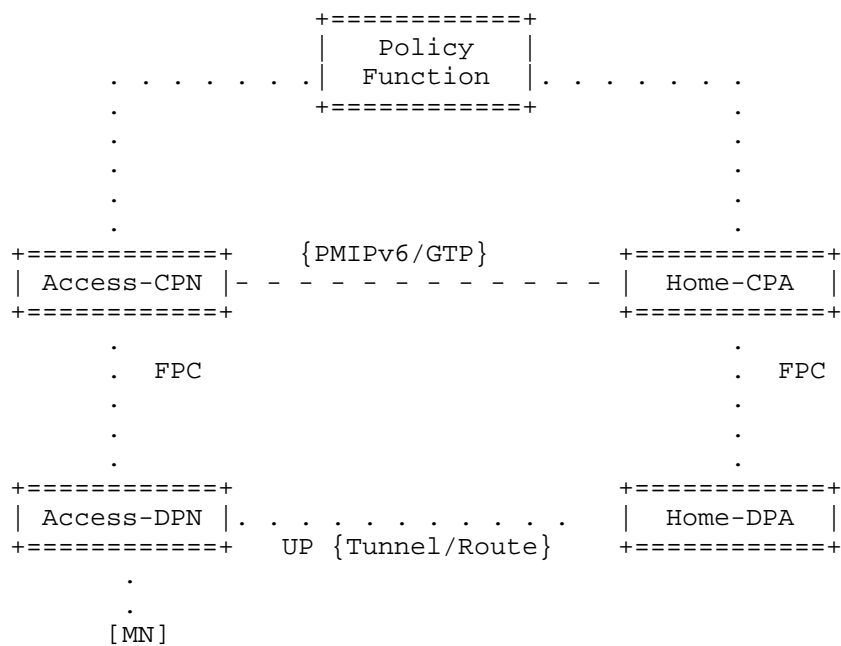 Policy
Function
{PMIPv6/GTP}
Access-CPN Home-CPA
FPC FPC
Access-DPN Home-DPA
UP {Tunnel/Route}
[MN]